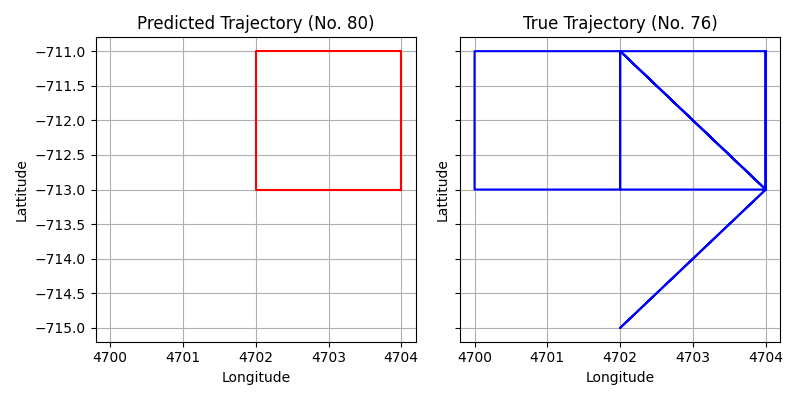 Predicted Trajectory (No. 80)
True Trajectory (No. 76)
−711.0
−711.5
−712.0
−712.5
−713.0
−713.5
−714.0
−714.5
−715.0
Lattitude
Lattitude
4700 4701 4702 4703 4704
4700 4701 4702 4703 4704
Longitude
Longitude